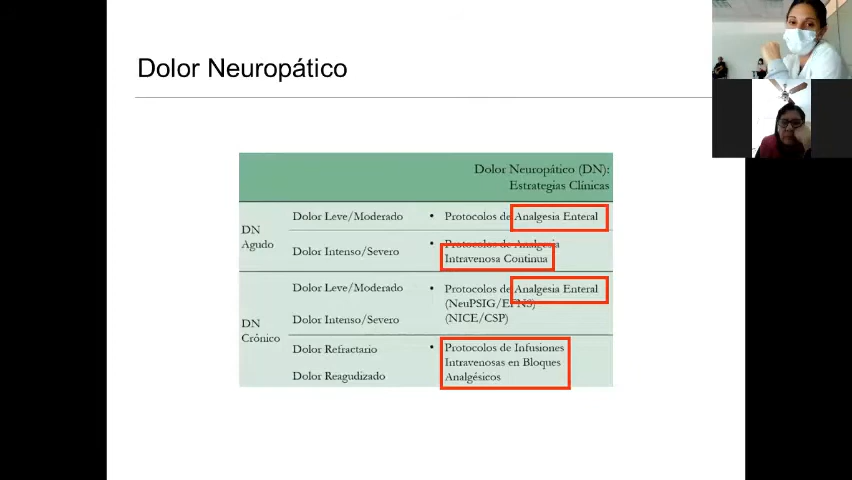 Dolor Neuropático
Dolor Neuropático (DN):
Estrategias Clínicas
DN
Agudo
Dolor Leve/Moderado
• Protocolos de Analgesia Enteral
Dolor Intenso/Severo
• Protocolos de Analgesia
Intravenosa Continua
DN
Crónico
Dolor Leve/Moderado
• Protocolos de Analgesia Enteral
(NeuPSIG/EFNS)
(NICE/CSP)
Dolor Intenso/Severo
Dolor Refractario
• Protocolos de Infusiones
Intravenosas en Bloques
Analgésicos
Dolor Reagudizado